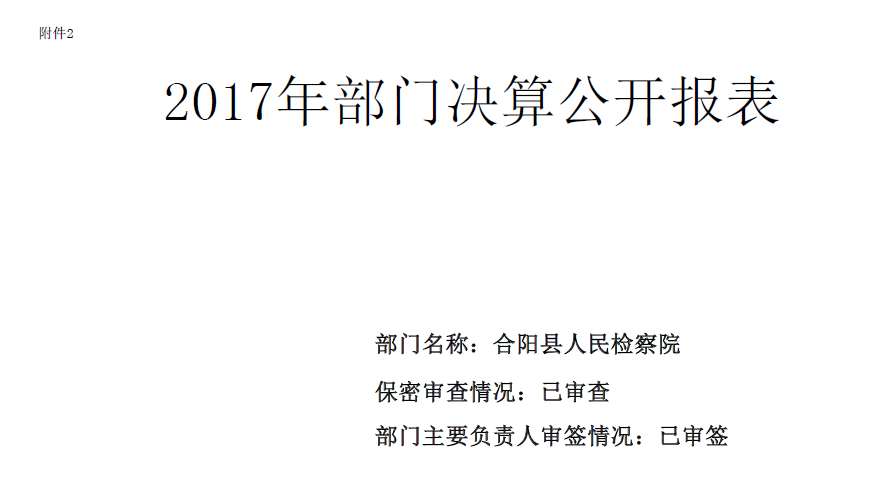 附件2
2017年部门决算公开报表
部门名称：合阳县人民检察院
保密审查情况：已审查
部门主要负责人审签情况：已审签